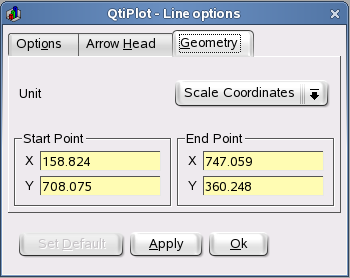 QtiPlot - Line options
Options Arrow Head Geometry
Unit Scale Coordinates
Start Point End Point
X 158.824 X 747.059
Y 708.075 Y 360.248
Set Default Apply Ok